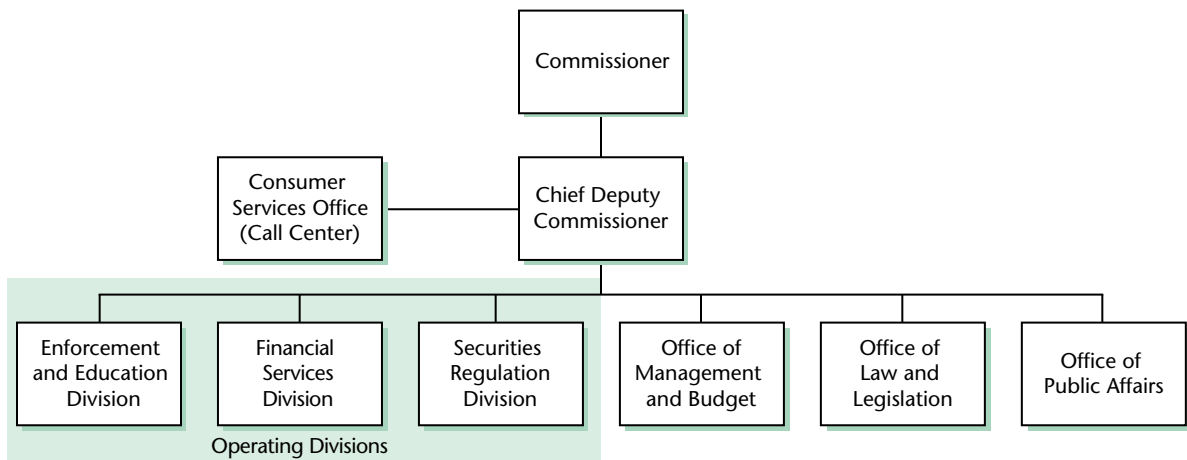 Commissioner
Consumer
Services Office
(Call Center)
Chief Deputy
Commissioner
Enforcement
and Education
Division
Financial
Services
Division
Securities
Regulation
Division
Office of
Management
and Budget
Office of
Law and
Legislation
Office of
Public Affairs
Operating Divisions